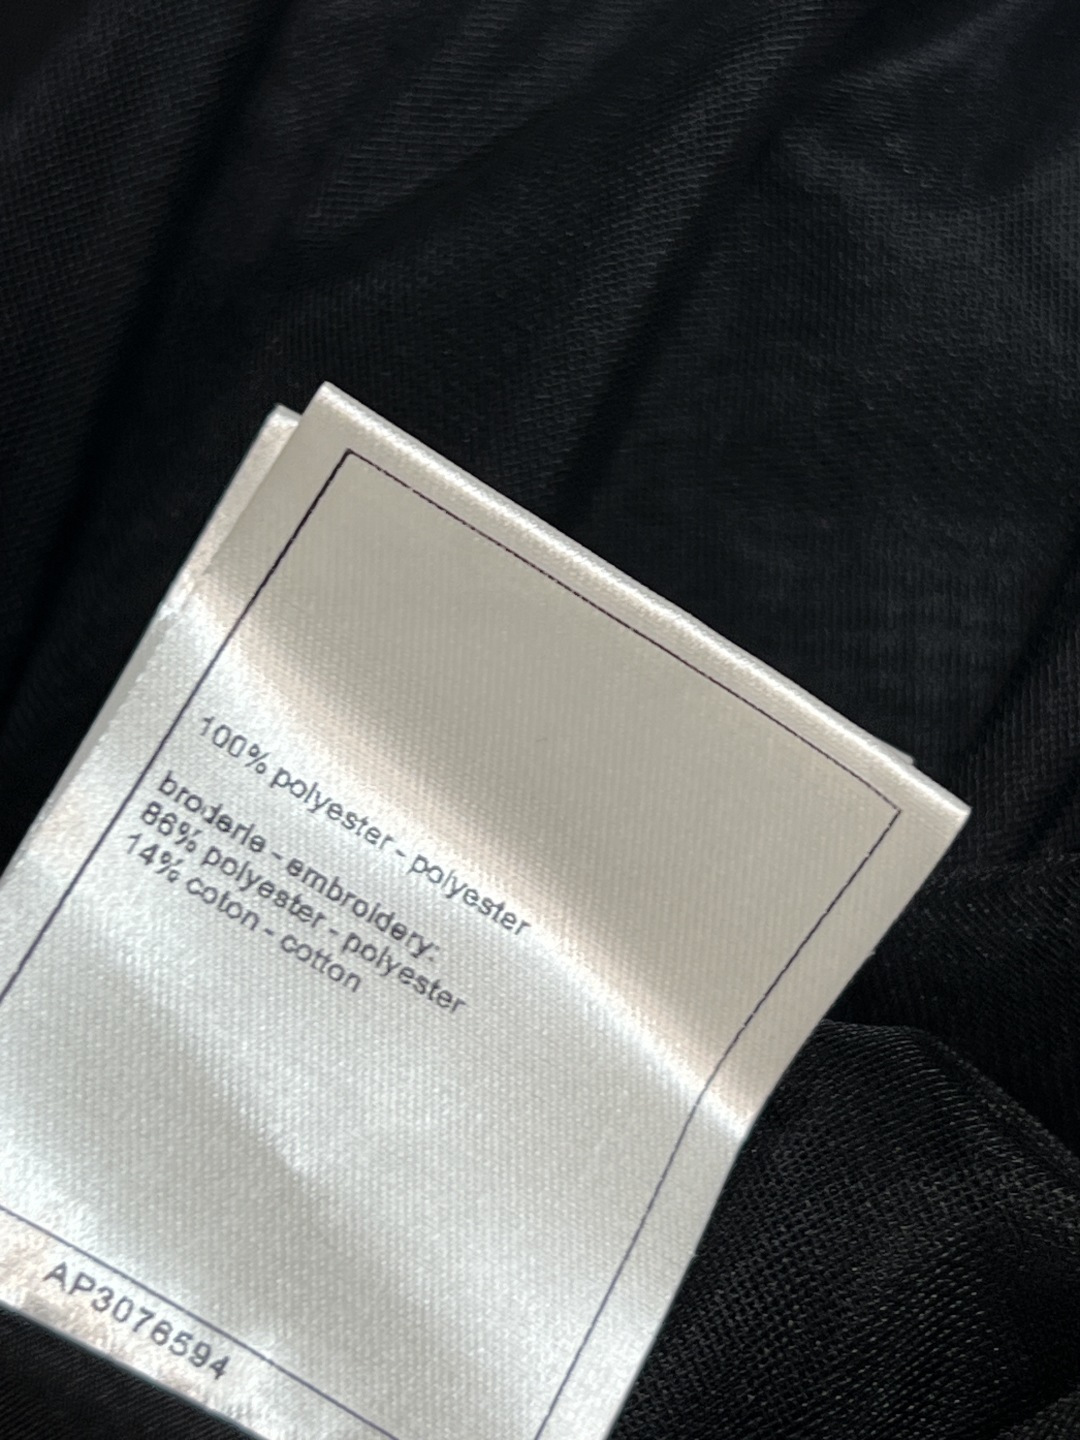 100% polyester - polyester
broderie - embroidery:
86% polyester - polyester
14% coton - cotton
AP3076594